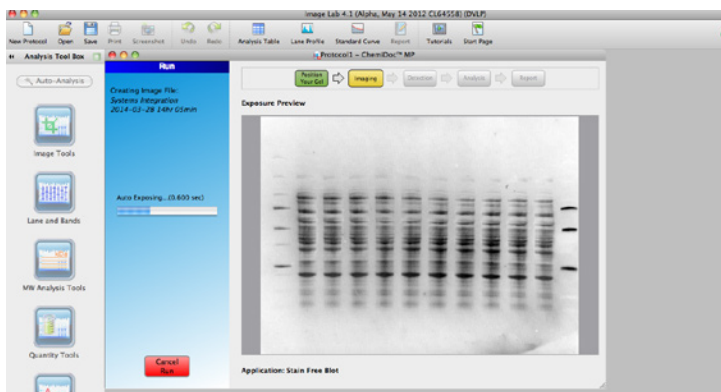 Image Lab 4.1 (Alpha, May 14 2012 CL64558) (DVLP)
New Protocol Open Save Print Screenshot Undo Redo Analysis Table Lane Profile Standard Curve Report Tutorials Start Page
Analysis Tool Box
Protocol1 - ChemiDoc™ MP
Auto-Analysis
Image Tools
Lane and Bands
MW Analysis Tools
Quantity Tools
Run
Creating Image File:
Systems Integration
2014-03-28 14hr 05min
Auto Exposing...(0.600 sec)
Cancel
Run
Position
Your Gel
Imaging
Detection
Analysis
Report
Exposure Preview
Application: Stain Free Blot